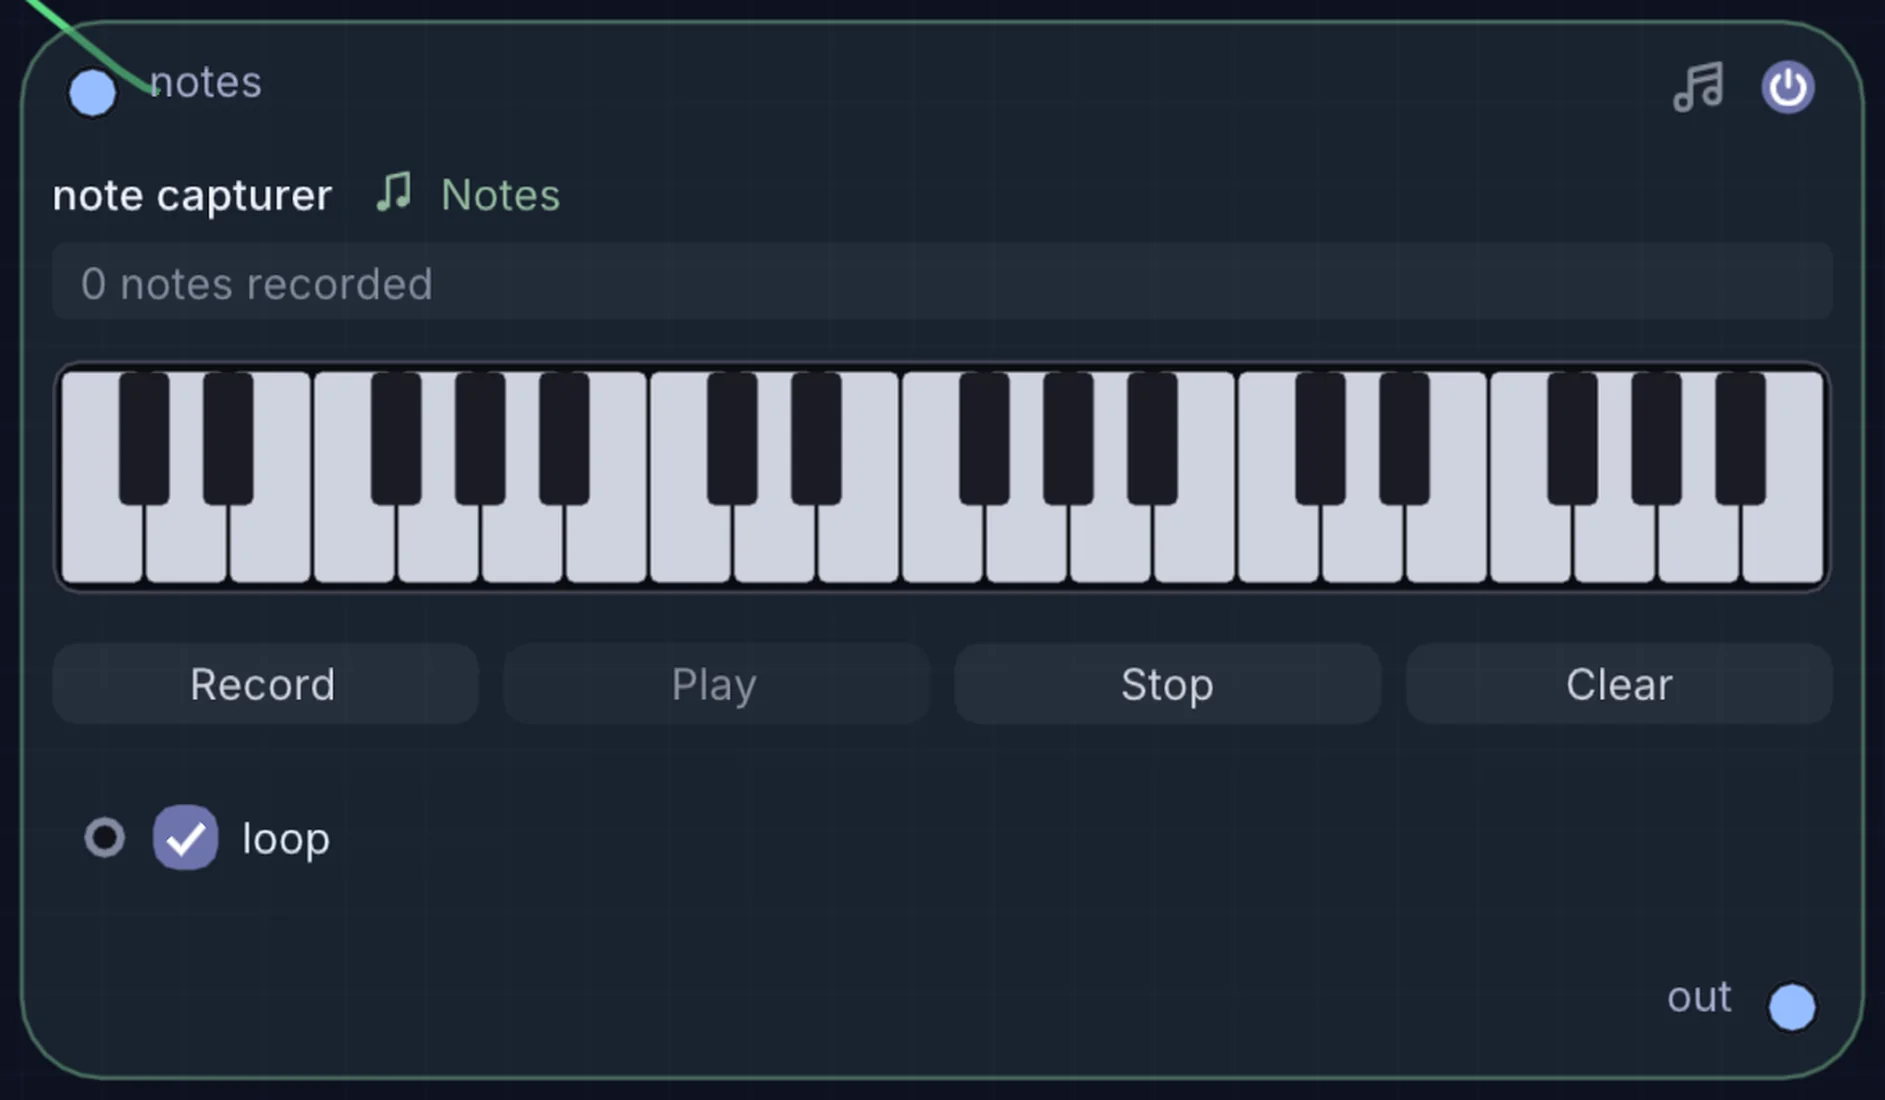 notes
note capturer Notes
0 notes recorded
Record Play Stop Clear
loop
out